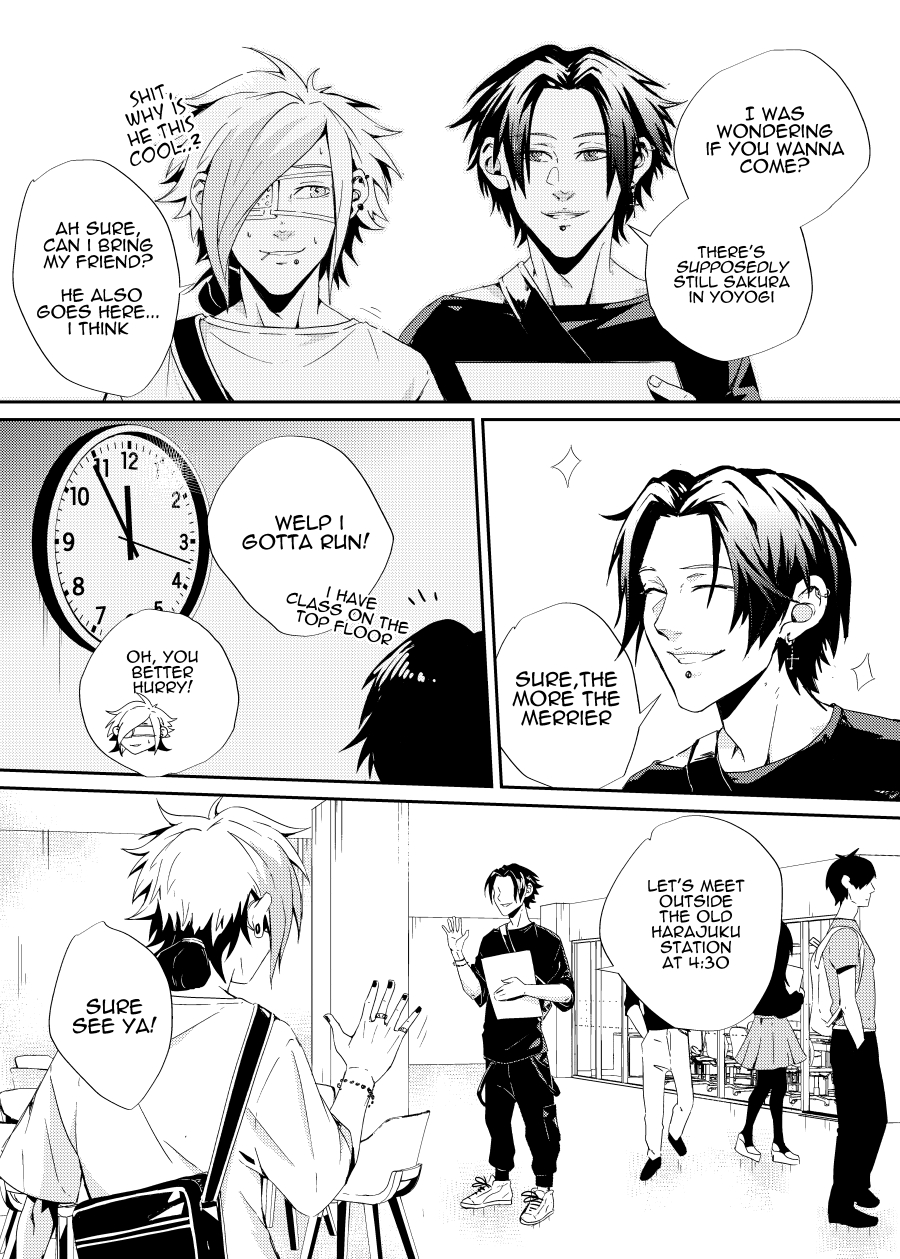 I WAS
WONDERING
IF YOU WANNA
COME?
THERE'S
SUPPOSEDLY
STILL SAKURA
IN YOYOGI
SHIT,
WHY IS
HE THIS
COOL..?
AH SURE,
CAN I BRING
MY FRIEND?
HE ALSO
GOES HERE...
I THINK
12
11
10
9
8
7
2
3
4
WELP I
GOTTA RUN!
I HAVE
CLASS ON THE
TOP FLOOR
OH, YOU
BETTER
HURRY!
SURE,THE
MORE THE
MERRIER
LET'S MEET
OUTSIDE
THE OLD
HARAJUKU
STATION
AT 4:30
SURE
SEE YA!